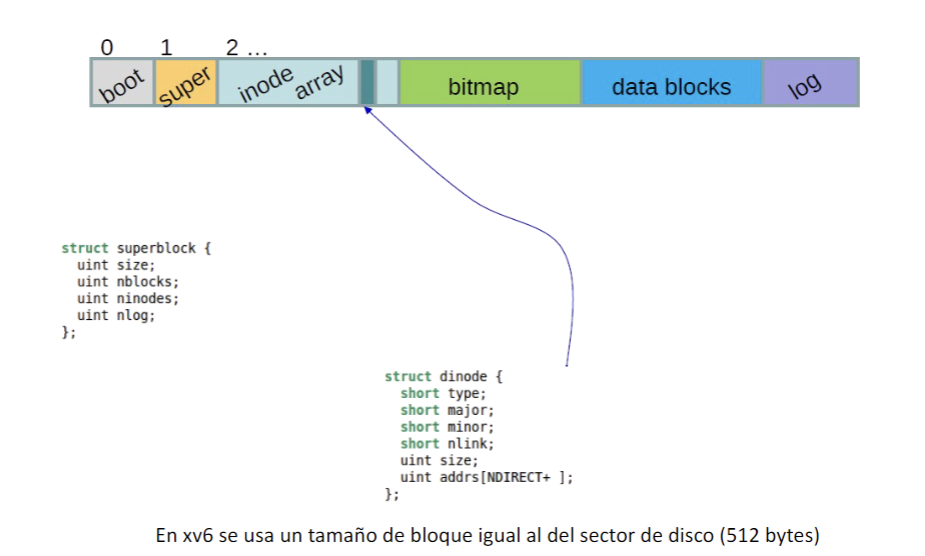 0 1 2 ...
boot super inode array bitmap data blocks log
struct superblock {
uint size;
uint nblocks;
uint ninodes;
uint nlog;
};
struct dinode {
short type;
short major;
short minor;
short nlink;
uint size;
uint addrs[NDIRECT+ ];
};
En xv6 se usa un tamaño de bloque igual al del sector de disco (512 bytes)